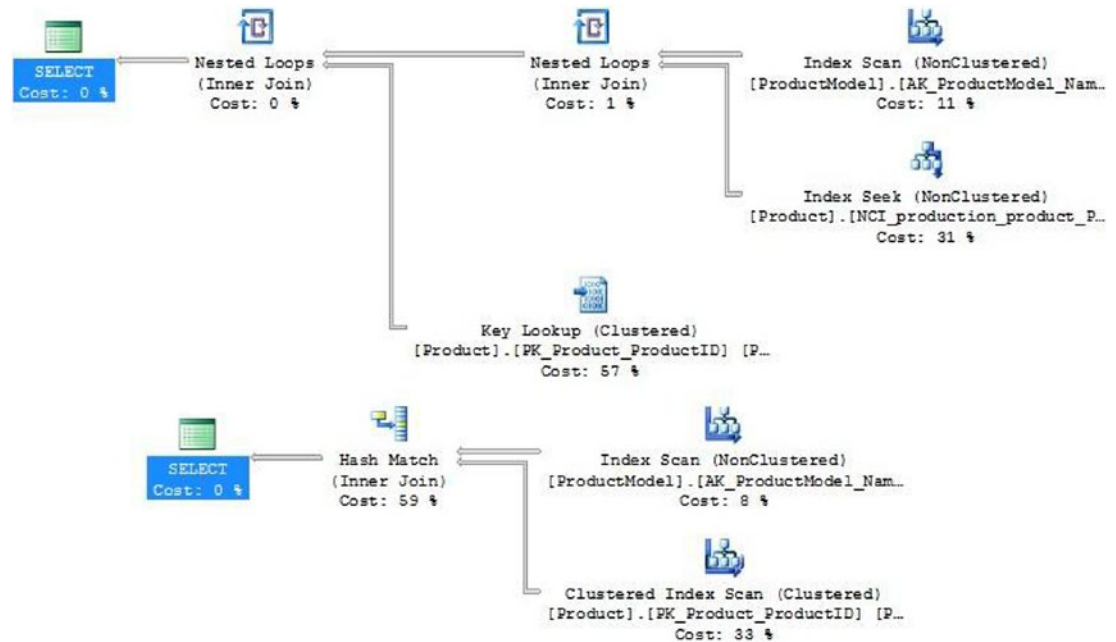 SELECT
Cost: 0 %
Nested Loops
(Inner Join)
Cost: 0 %
Nested Loops
(Inner Join)
Cost: 1 %
Index Scan (NonClustered)
[ProductModel].[AK_ProductModel_Nam…
Cost: 11 %
Index Seek (NonClustered)
[Product].[NCI_production_product_P…
Cost: 31 %
Key Lookup (Clustered)
[Product].[PK_Product_ProductID] [P…
Cost: 57 %
SELECT
Cost: 0 %
Hash Match
(Inner Join)
Cost: 59 %
Index Scan (NonClustered)
[ProductModel].[AK_ProductModel_Nam…
Cost: 8 %
Clustered Index Scan (Clustered)
[Product].[PK_Product_ProductID] [P…
Cost: 33 %